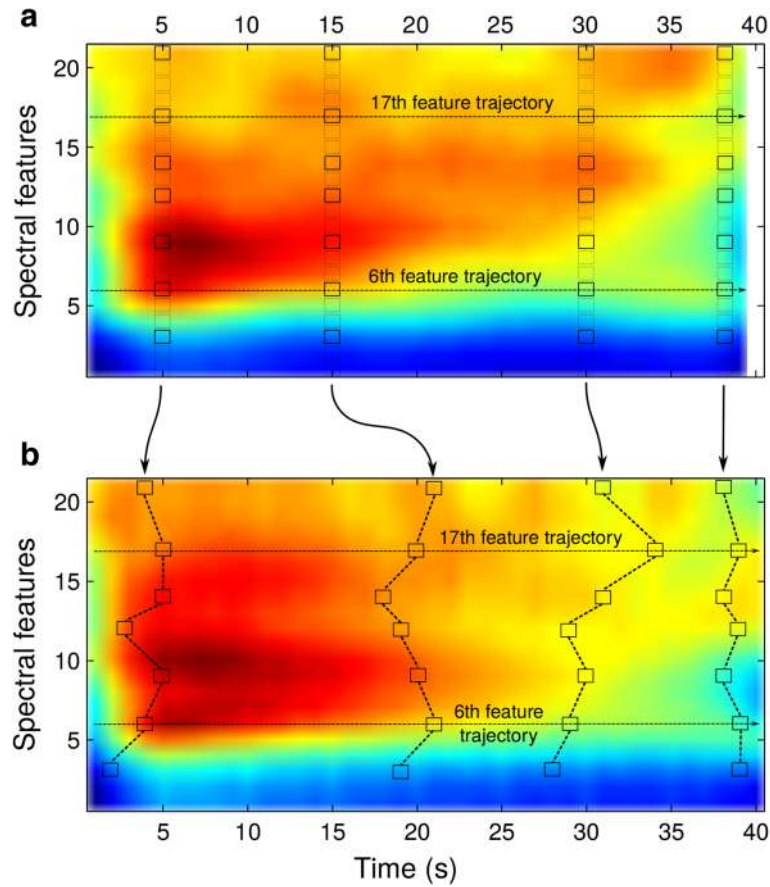 a
5 10 15 20 25 30 35 40
20
15
10
5
Spectral features
17th feature trajectory
6th feature trajectory
b
20
15
10
5
Spectral features
17th feature trajectory
6th feature
trajectory
5 10 15 20 25 30 35 40
Time (s)